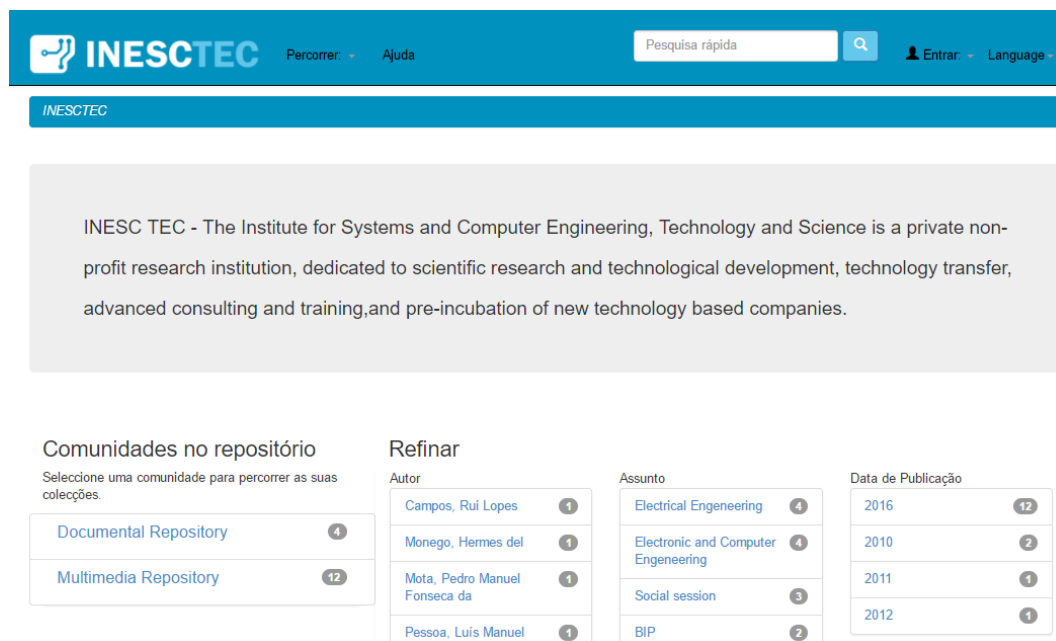 INESCTEC
Percorrer:
Ajuda
Pesquisa rápida
Entrar:
Language
INESCTEC
INESC TEC - The Institute for Systems and Computer Engineering, Technology and Science is a private non-
profit research institution, dedicated to scientific research and technological development, technology transfer,
advanced consulting and training,and pre-incubation of new technology based companies.
Comunidades no repositório
Seleccione uma comunidade para percorrer as suas
colecções.
Documental Repository 4
Multimedia Repository 12
Refinar
Autor
Campos, Rui Lopes 1
Monego, Hermes del 1
Mota, Pedro Manuel 1
Fonseca da
Pessoa, Luís Manuel 1
Assunto
Electrical Engeneering 4
Electronic and Computer 4
Engeneering
Social session 3
BIP 2
Data de Publicação
2016 12
2010 2
2011 1
2012 1